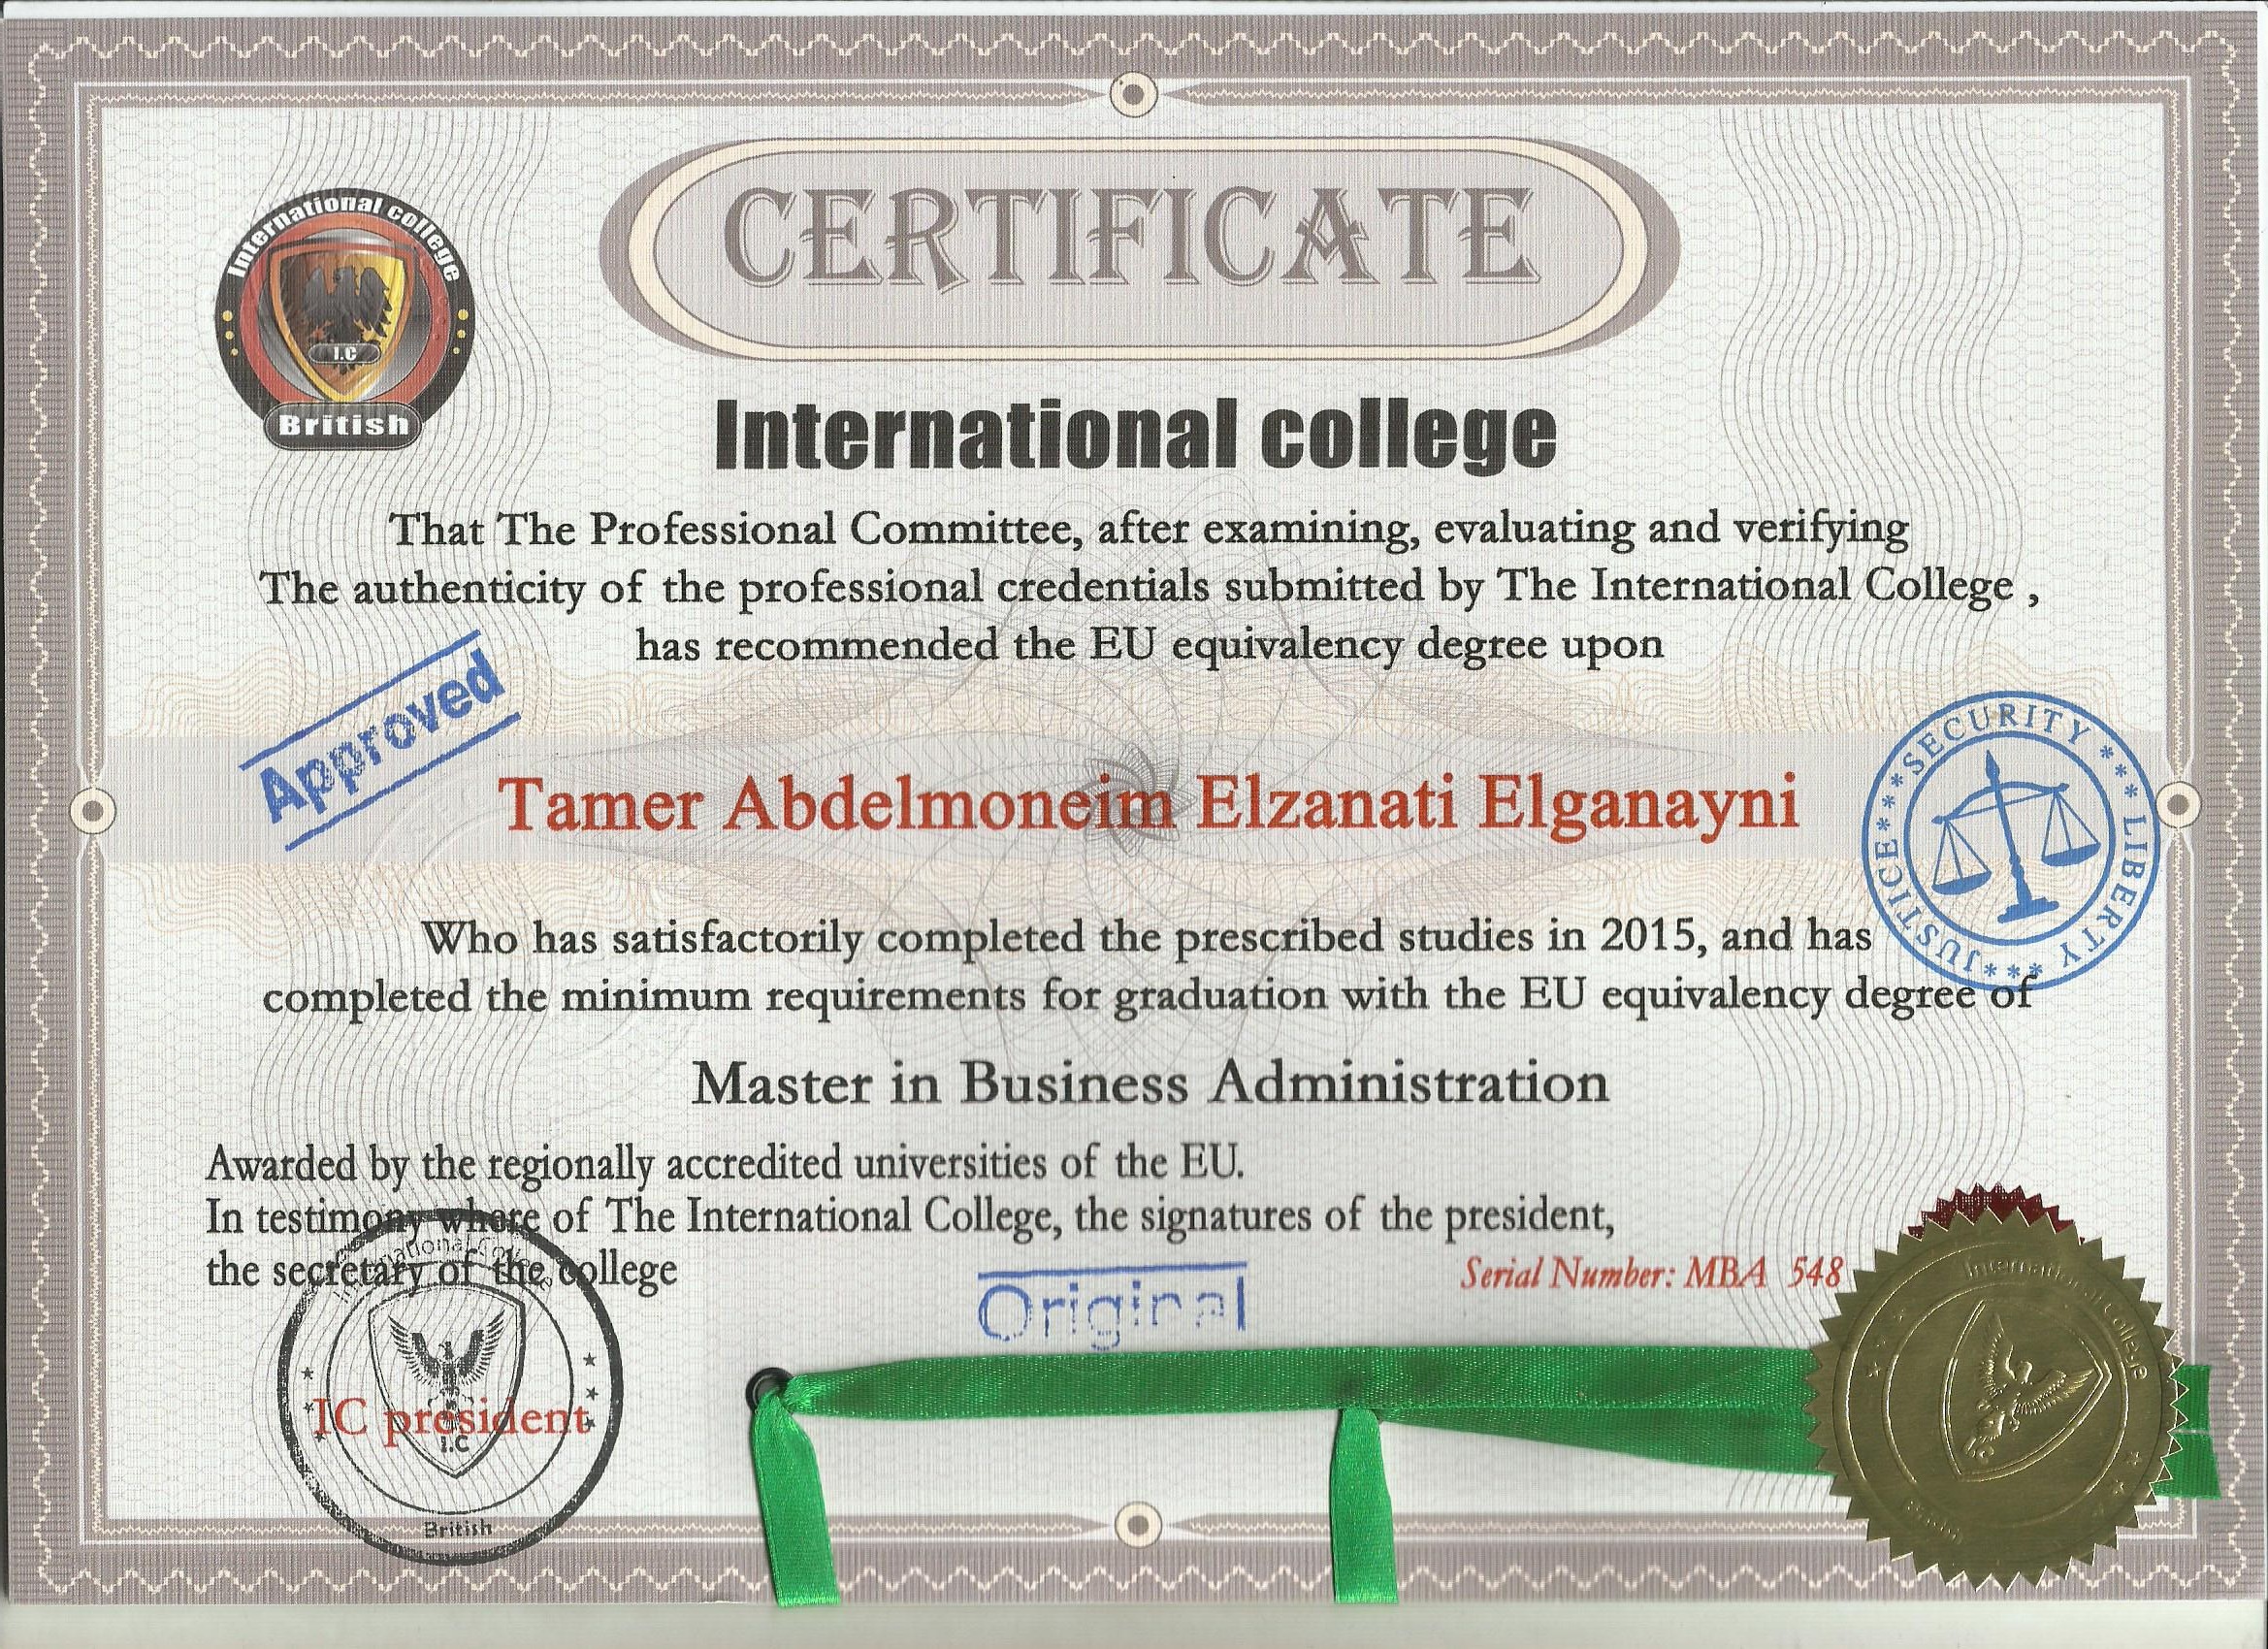 CERTIFICATE
International college
I.C
British
International college
That The Professional Committee, after examining, evaluating and verifying
The authenticity of the professional credentials submitted by The International College ,
has recommended the EU equivalency degree upon
Approved
Tamer Abdelmoneim Elzanati Elganayni
SECURITY *** LIBERTY *** JUSTICE***
Who has satisfactorily completed the prescribed studies in 2015, and has
completed the minimum requirements for graduation with the EU equivalency degree of
Master in Business Administration
Awarded by the regionally accredited universities of the EU.
In testimony where of The International College, the signatures of the president,
the secretary of the college
Serial Number: MBA 548
Original
International College
IC president
I.C
British
International College
British